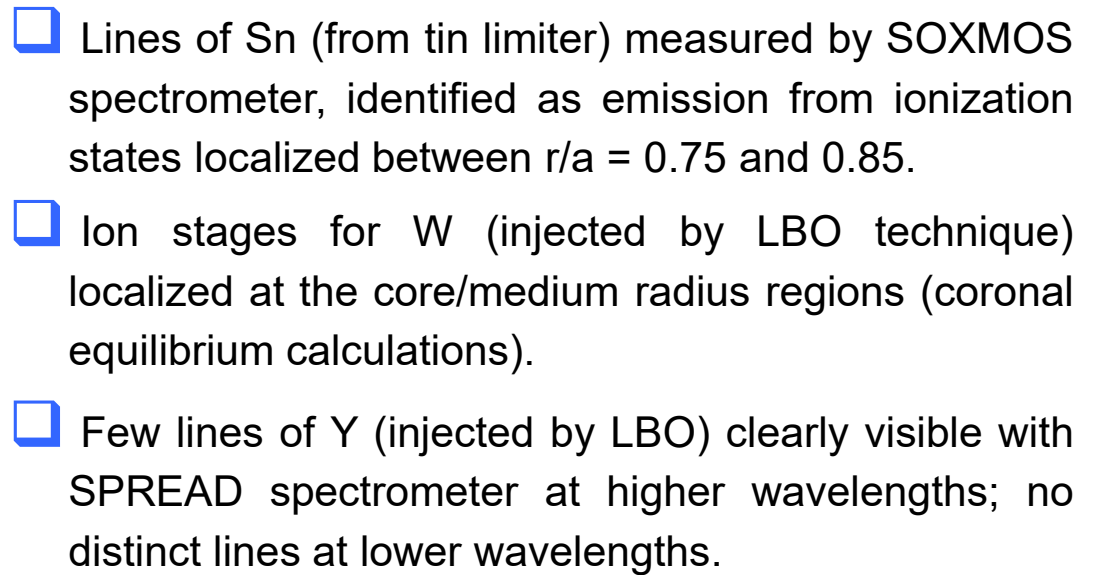 Lines of Sn (from tin limiter) measured by SOXMOS
spectrometer, identified as emission from ionization
states localized between r/a = 0.75 and 0.85.
Ion stages for W (injected by LBO technique)
localized at the core/medium radius regions (coronal
equilibrium calculations).
Few lines of Y (injected by LBO) clearly visible with
SPREAD spectrometer at higher wavelengths; no
distinct lines at lower wavelengths.